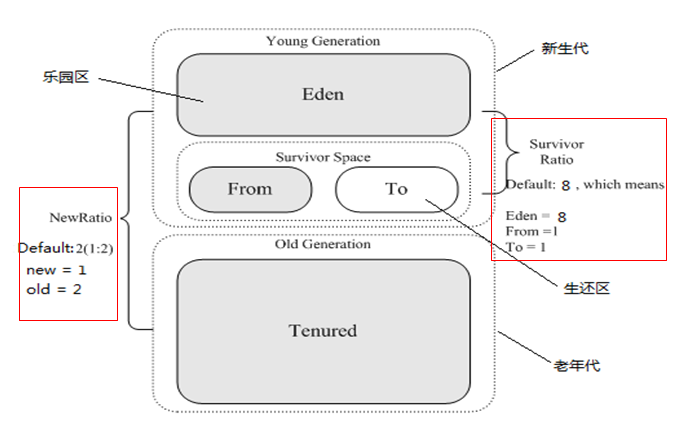 Young Generation
新生代
乐园区
Eden
Survivor Space
From
To
Survivor
Ratio
Default: 8 , which means
Eden = 8
From =1
To = 1
NewRatio
Default:2(1:2)
new = 1
old = 2
Old Generation
生还区
Tenured
老年代